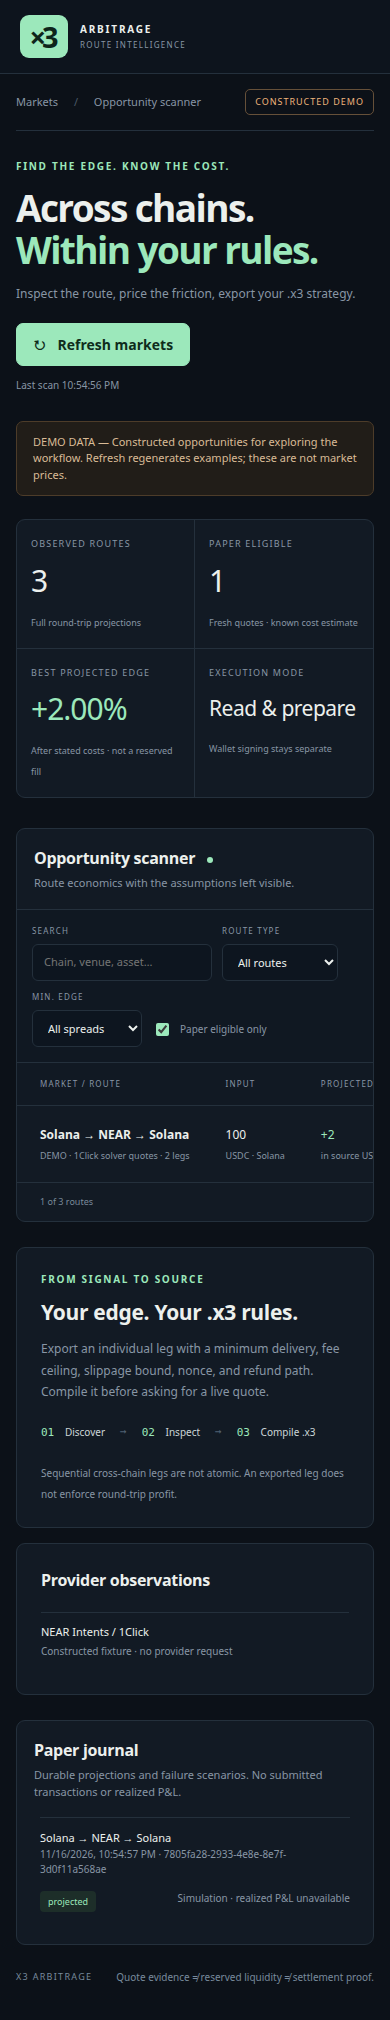 ×3
ARBITRAGE
ROUTE INTELLIGENCE
Markets / Opportunity scanner
CONSTRUCTED DEMO
FIND THE EDGE. KNOW THE COST.
Across chains.
Within your rules.
Inspect the route, price the friction, export your .x3 strategy.
↻ Refresh markets
Last scan 10:54:56 PM
DEMO DATA — Constructed opportunities for exploring the
workflow. Refresh regenerates examples; these are not market
prices.
OBSERVED ROUTES
3
Full round-trip projections
PAPER ELIGIBLE
1
Fresh quotes · known cost estimate
BEST PROJECTED EDGE
+2.00%
After stated costs · not a reserved
fill
EXECUTION MODE
Read & prepare
Wallet signing stays separate
Opportunity scanner
Route economics with the assumptions left visible.
SEARCH
Chain, venue, asset...
ROUTE TYPE
All routes
MIN. EDGE
All spreads
Paper eligible only
MARKET / ROUTE INPUT PROJECTED
Solana → NEAR → Solana 100 +2
DEMO · 1Click solver quotes · 2 legs USDC · Solana in source US
1 of 3 routes
FROM SIGNAL TO SOURCE
Your edge. Your .x3 rules.
Export an individual leg with a minimum delivery, fee
ceiling, slippage bound, nonce, and refund path.
Compile it before asking for a live quote.
01 Discover → 02 Inspect → 03 Compile .x3
Sequential cross-chain legs are not atomic. An exported leg does
not enforce round-trip profit.
Provider observations
NEAR Intents / 1Click
Constructed fixture · no provider request
Paper journal
Durable projections and failure scenarios. No submitted
transactions or realized P&L.
Solana → NEAR → Solana
11/16/2026, 10:54:57 PM · 7805fa28-2933-4e8e-8e7f-
3d0f11a568ae
projected
Simulation · realized P&L unavailable
X3 ARBITRAGE
Quote evidence ≠ reserved liquidity ≠ settlement proof.